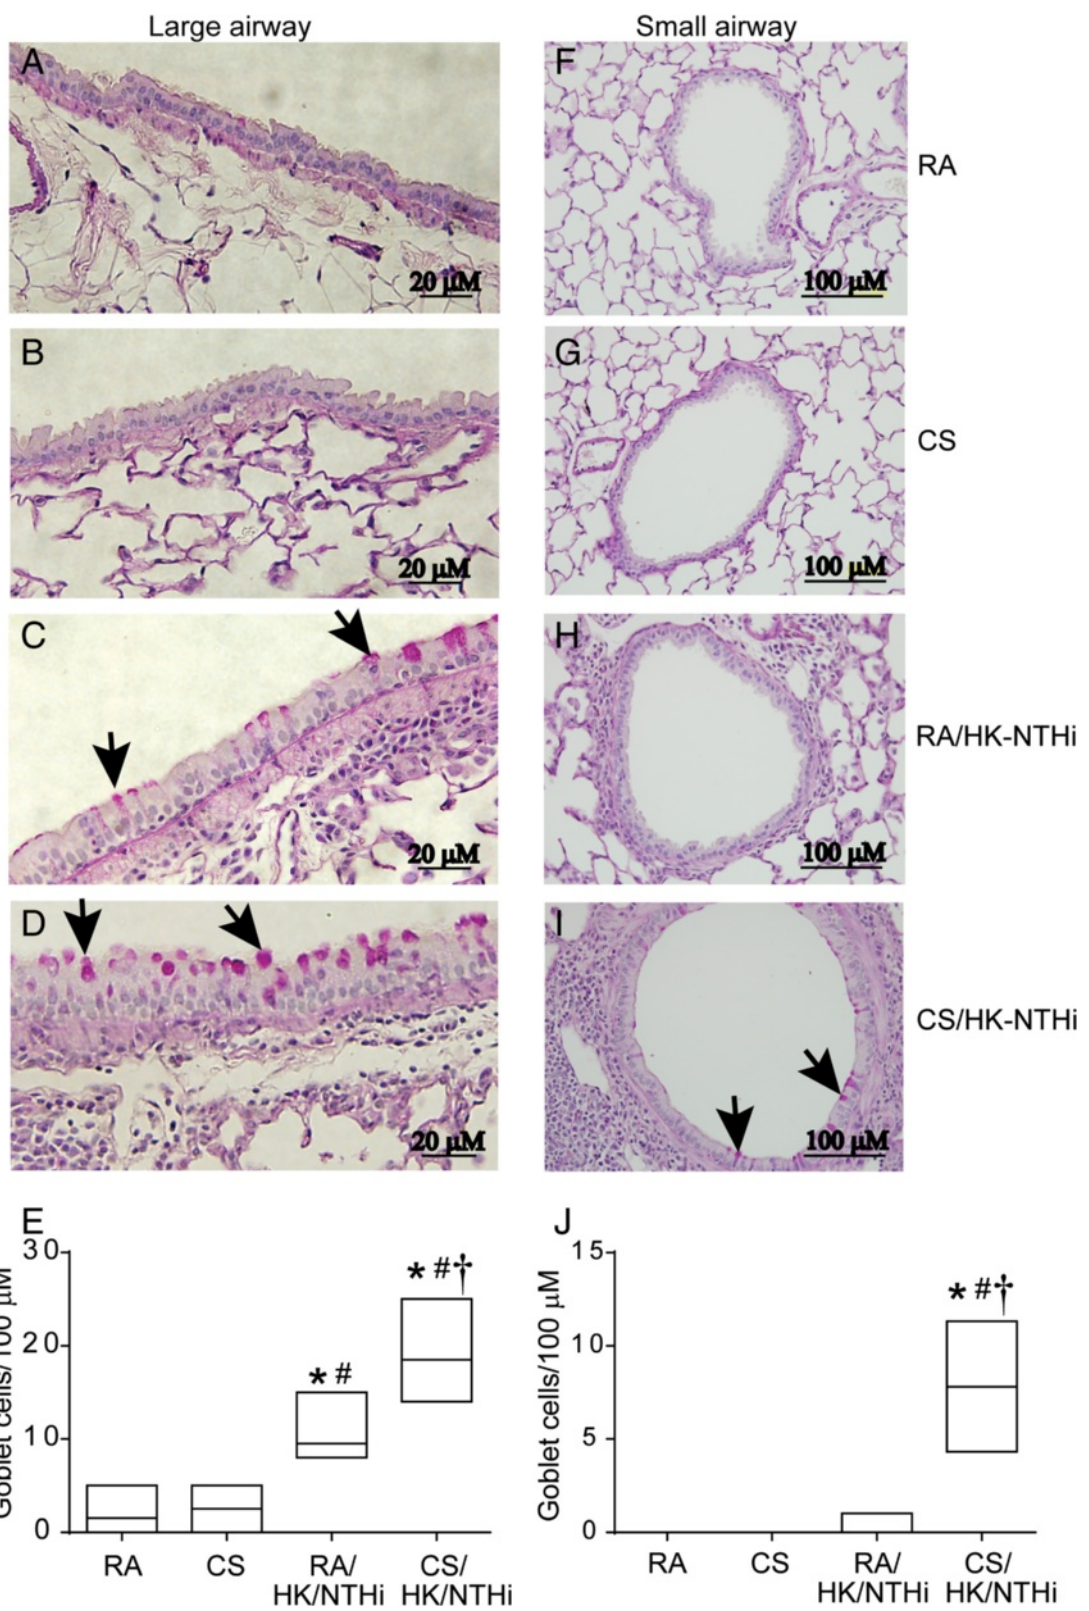 Large airway
Small airway
A
20 µM
F
100 µM
RA
B
20 µM
G
100 µM
CS
C
20 µM
H
100 µM
RA/HK-NTHi
D
20 µM
I
100 µM
CS/HK-NTHi
E
30
20
10
0
Goblet cells/100 µM
* #
* #†
RA
CS
RA/
HK/NTHi
CS/
HK/NTHi
J
15
10
5
0
Goblet cells/100 µM
* #†
RA
CS
RA/
HK/NTHi
CS/
HK/NTHi